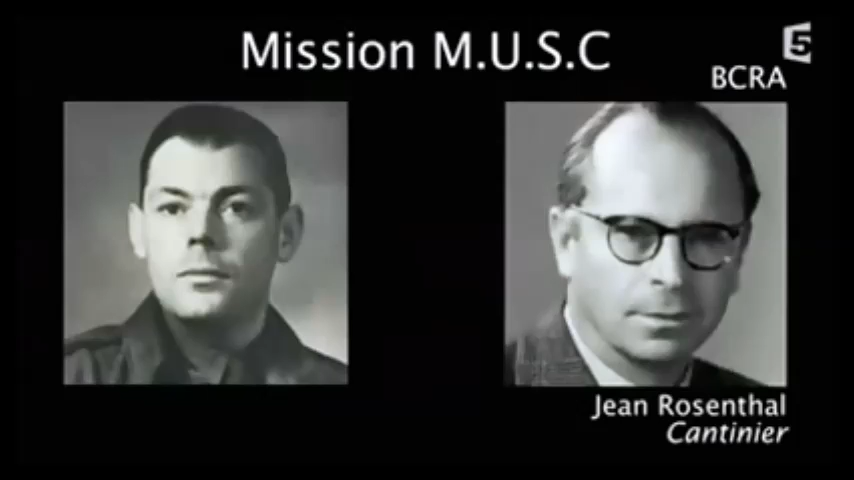 Mission M.U.S.C
5
BCRA
Jean Rosenthal
Cantinier